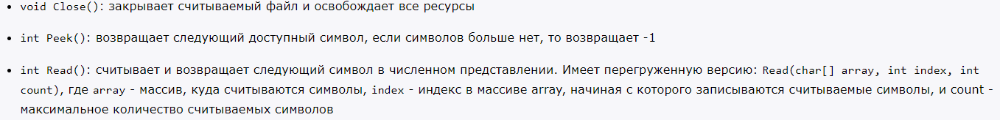 • void Close(): закрывает считываемый файл и освобождает все ресурсы
• int Peek(): возвращает следующий доступный символ, если символов больше нет, то возвращает -1
• int Read(): считывает и возвращает следующий символ в численном представлении. Имеет перегруженную версию: Read(char[] array, int index, int
count), где array - массив, куда считываются символы, index - индекс в массиве array, начиная с которого записываются считываемые символы, и count -
максимальное количество считываемых символов